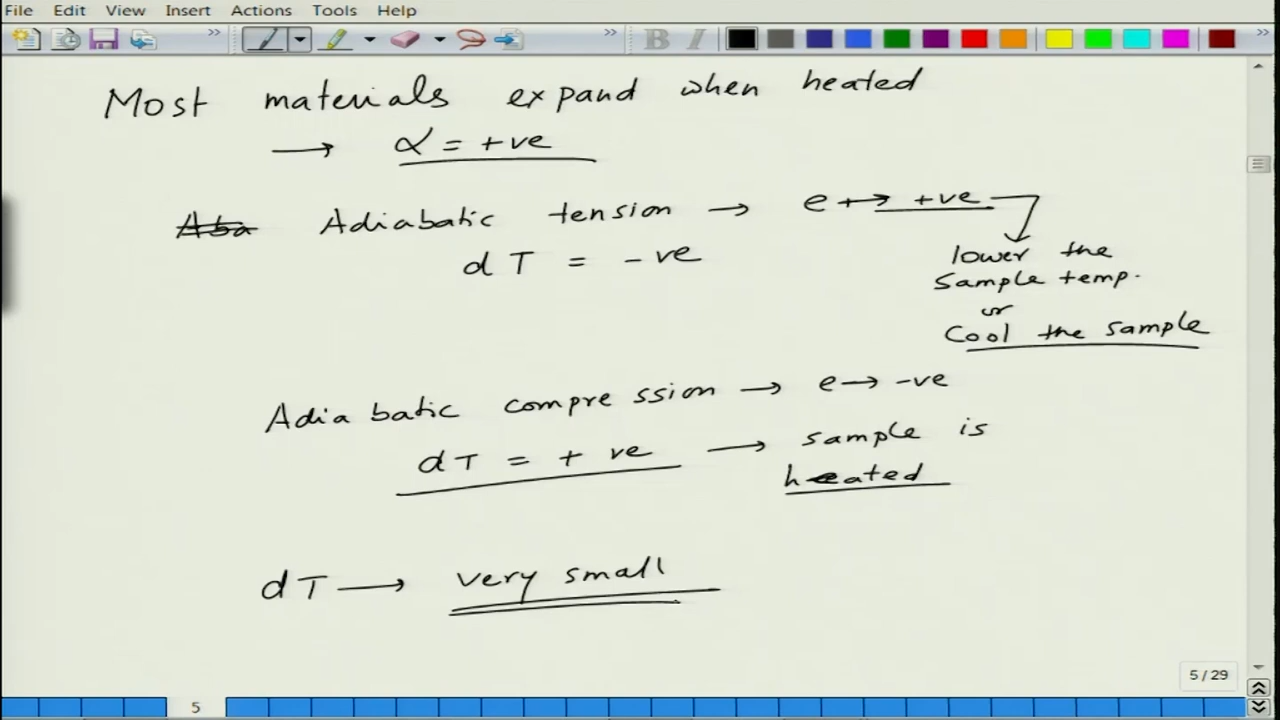 File Edit View Insert Actions Tools Help
B I
Most materials expand when heated
→ α = +ve
Aba Adiabatic tension → e ↔ +ve
dT = -ve
lower the
sample temp.
or
Cool the sample
Adiabatic compression → e → -ve
dT = + ve → sample is
heated
dT → very small
5 / 29
5